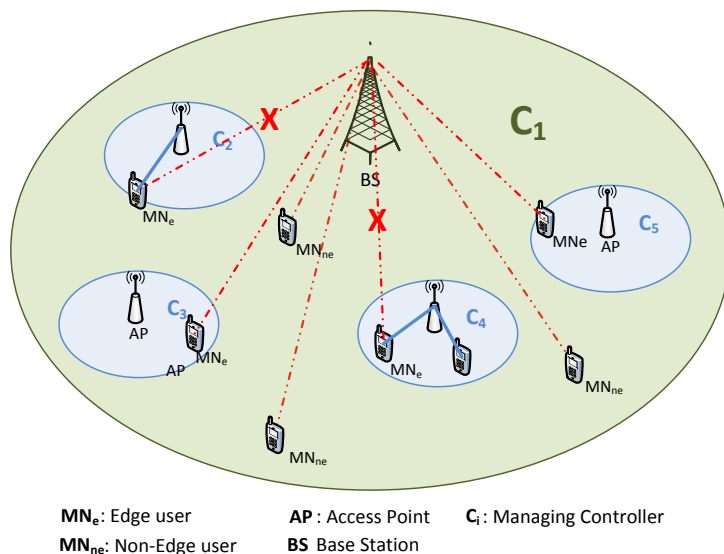 X
C2
C1
BS
MNe
X
MNne
MNe
AP
C5
C3
AP
MNe
AP
C4
MNe
MNne
MNne
MNe: Edge user
AP : Access Point
Ci: Managing Controller
MNne: Non-Edge user
BS Base Station